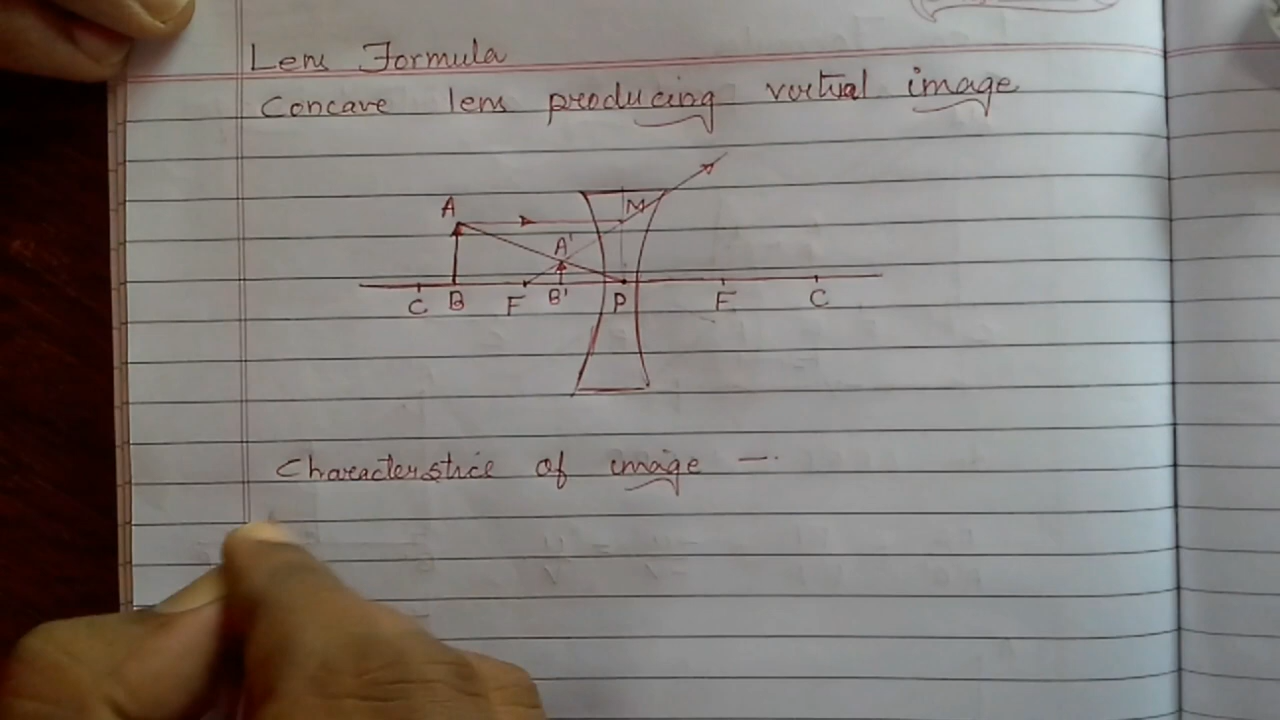 Lens Formula
Concave lens producing virtual image
A
M
A'
C B F B' P F C
Characterstice of image –